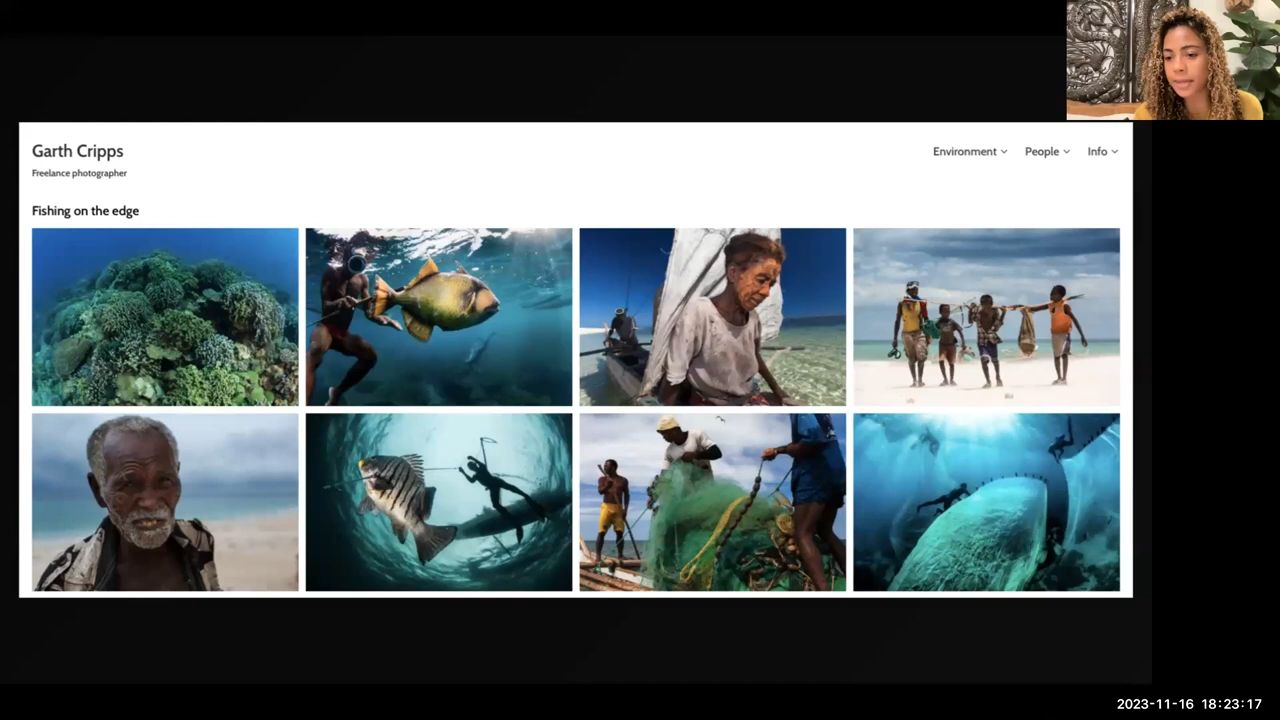 Garth Cripps
Freelance photographer
Environment People Info
Fishing on the edge
2023-11-16 18:23:17